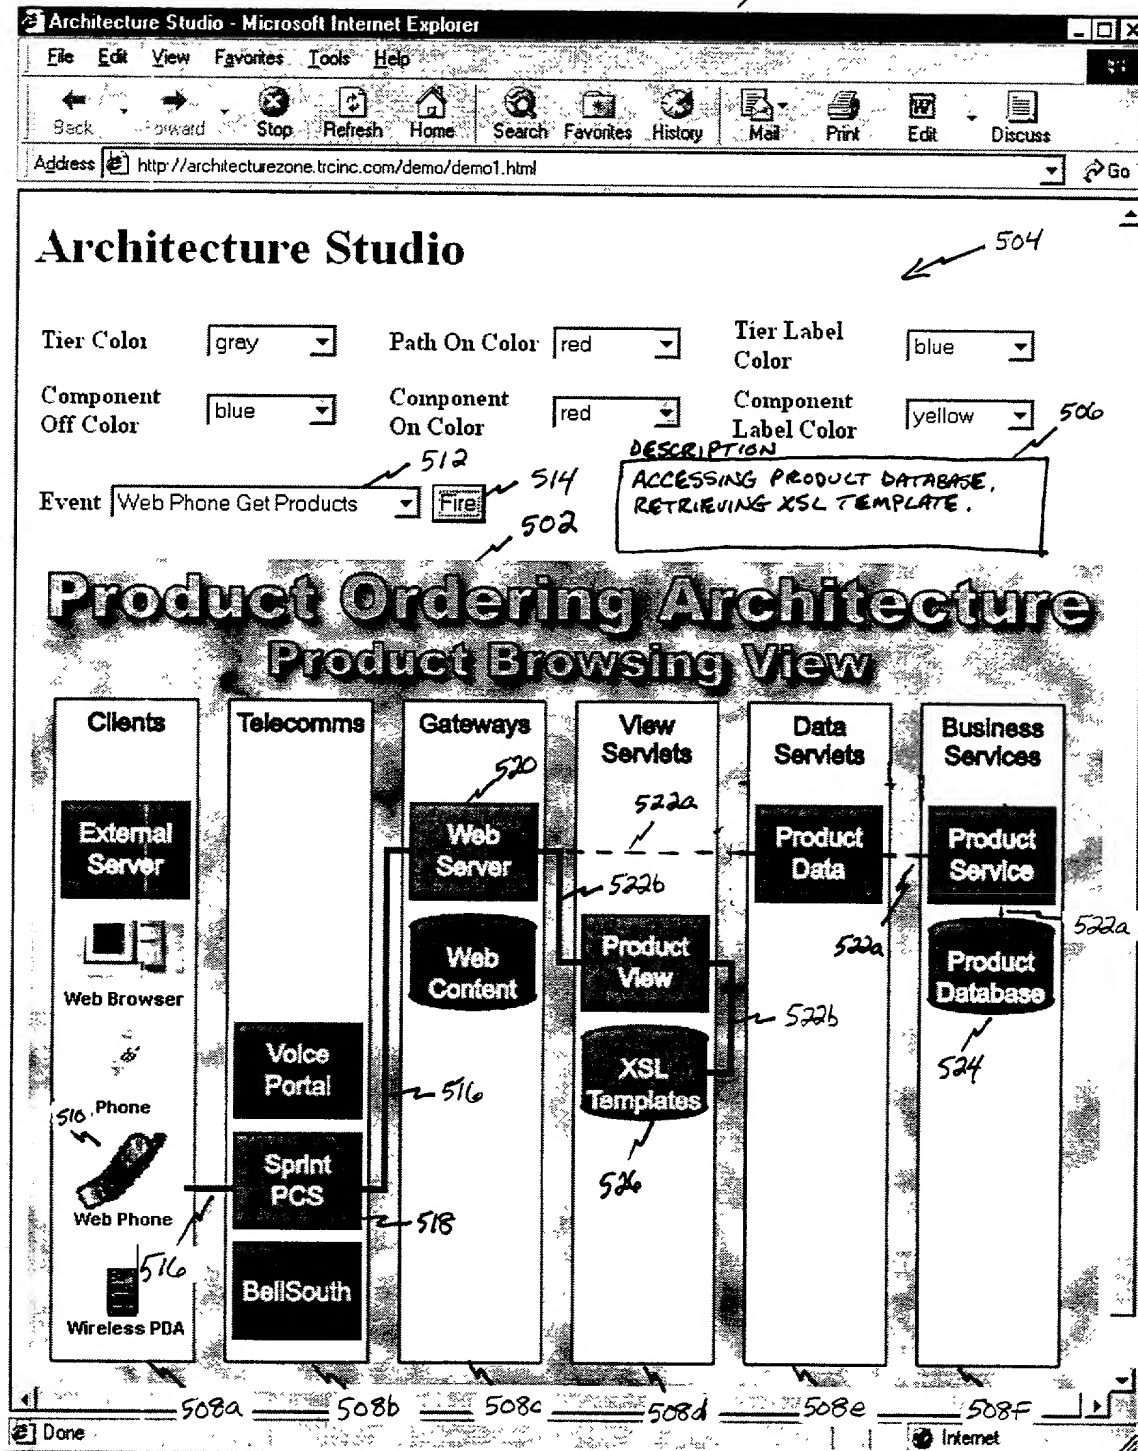 Architecture Studio - Microsoft Internet Explorer
File Edit View Favorites Tools Help
Back Forward Stop Refresh Home Search Favorites History Mail Print Edit Discuss
Address http://architecturezone.trcinc.com/demo/demo1.html Go
Architecture Studio
504
Tier Color gray Path On Color red Tier Label Color blue
Component Off Color blue Component On Color red Component Label Color yellow
506
512
514
DESCRIPTION
Event Web Phone Get Products Fire
ACCESSING PRODUCT DATABASE,
RETRIEVING XSL TEMPLATE.
502
Product Ordering Architecture
Product Browsing View
Clients Telecomms Gateways View Servlets Data Servlets Business Services
520
522a
External Server
Web Server
Product Data
Product Service
522b
522a
522a
Web Browser
Web Content
Product View
Product Database
522b
524
Phone
Voice Portal
516
XSL Templates
510
Web Phone
Sprint PCS
518
526
516
Wireless PDA
BellSouth
508a 508b 508c 508d 508e 508f
Done Internet